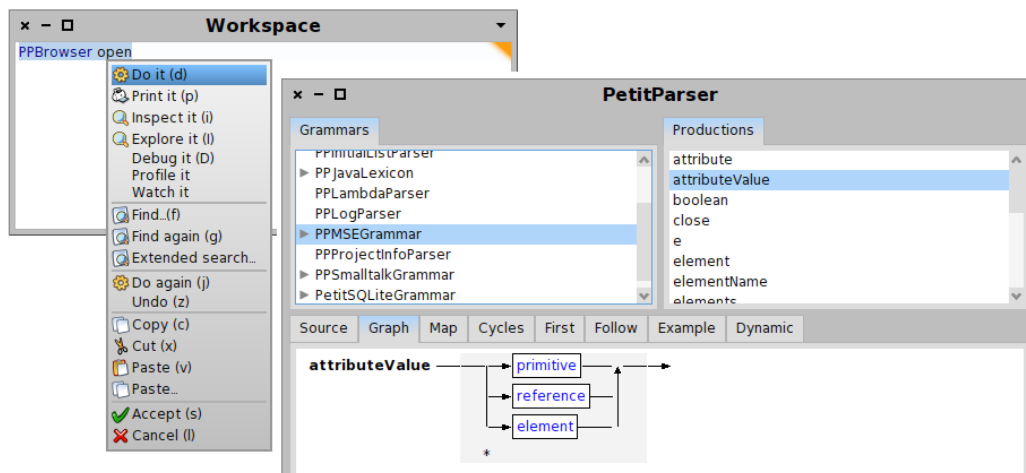 Workspace
PPBrowser open
Do it (d)
Print it (p)
Inspect it (i)
Explore it (I)
Debug it (D)
Profile it
Watch it
Find...(f)
Find again (g)
Extended search...
Do again (j)
Undo (z)
Copy (c)
Cut (x)
Paste (v)
Paste...
Accept (s)
Cancel (l)
PetitParser
Grammars
PPInitialListParser
PPJavaLexicon
PPLambdaParser
PPLogParser
PPMSEGrammar
PPProjectInfoParser
PPSmalltalkGrammar
PetitSQLiteGrammar
Productions
attribute
attributeValue
boolean
close
e
element
elementName
elements
Source Graph Map Cycles First Follow Example Dynamic
attributeValue
primitive
reference
element
*